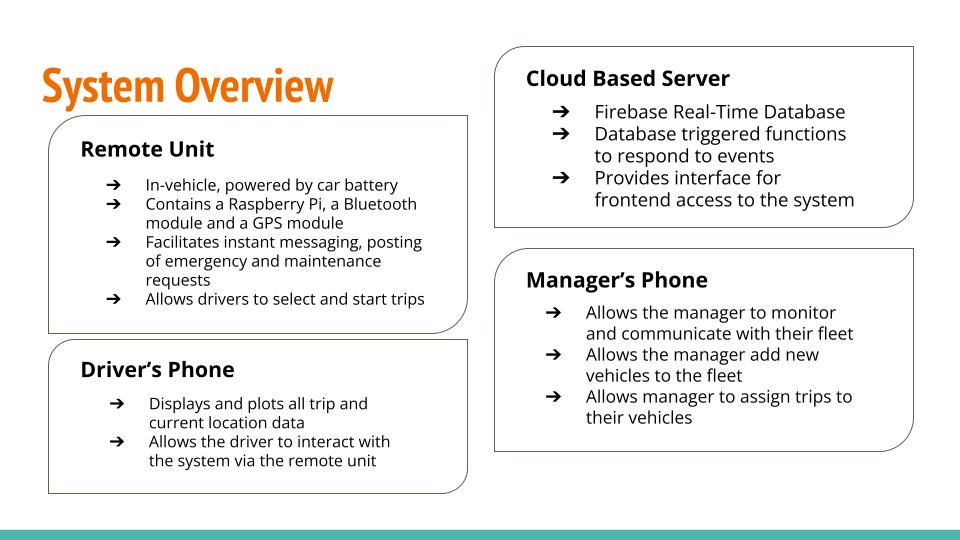 System Overview
Remote Unit
➔ In-vehicle, powered by car battery
➔ Contains a Raspberry Pi, a Bluetooth
module and a GPS module
➔ Facilitates instant messaging, posting
of emergency and maintenance
requests
➔ Allows drivers to select and start trips
Driver’s Phone
➔ Displays and plots all trip and
current location data
➔ Allows the driver to interact with
the system via the remote unit
Cloud Based Server
➔ Firebase Real-Time Database
➔ Database triggered functions
to respond to events
➔ Provides interface for
frontend access to the system
Manager’s Phone
➔ Allows the manager to monitor
and communicate with their fleet
➔ Allows the manager add new
vehicles to the fleet
➔ Allows manager to assign trips to
their vehicles